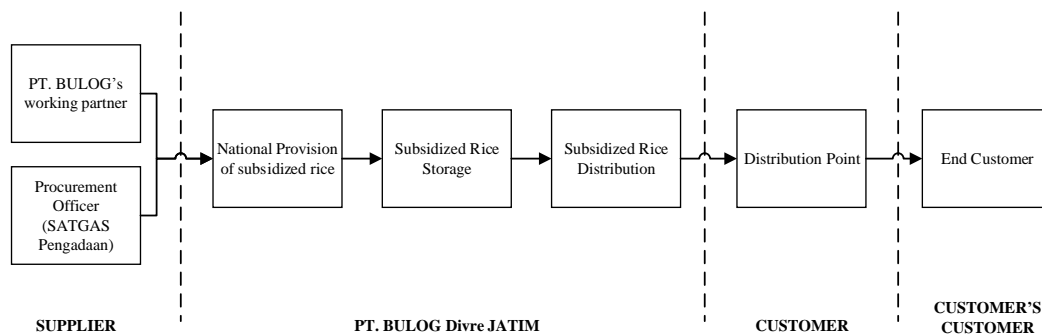 PT. BULOG’s
working partner
Procurement
Officer
(SATGAS
Pengadaan)
National Provision
of subsidized rice
Subsidized Rice
Storage
Subsidized Rice
Distribution
Distribution Point
End Customer
SUPPLIER
PT. BULOG Divre JATIM
CUSTOMER
CUSTOMER’S
CUSTOMER